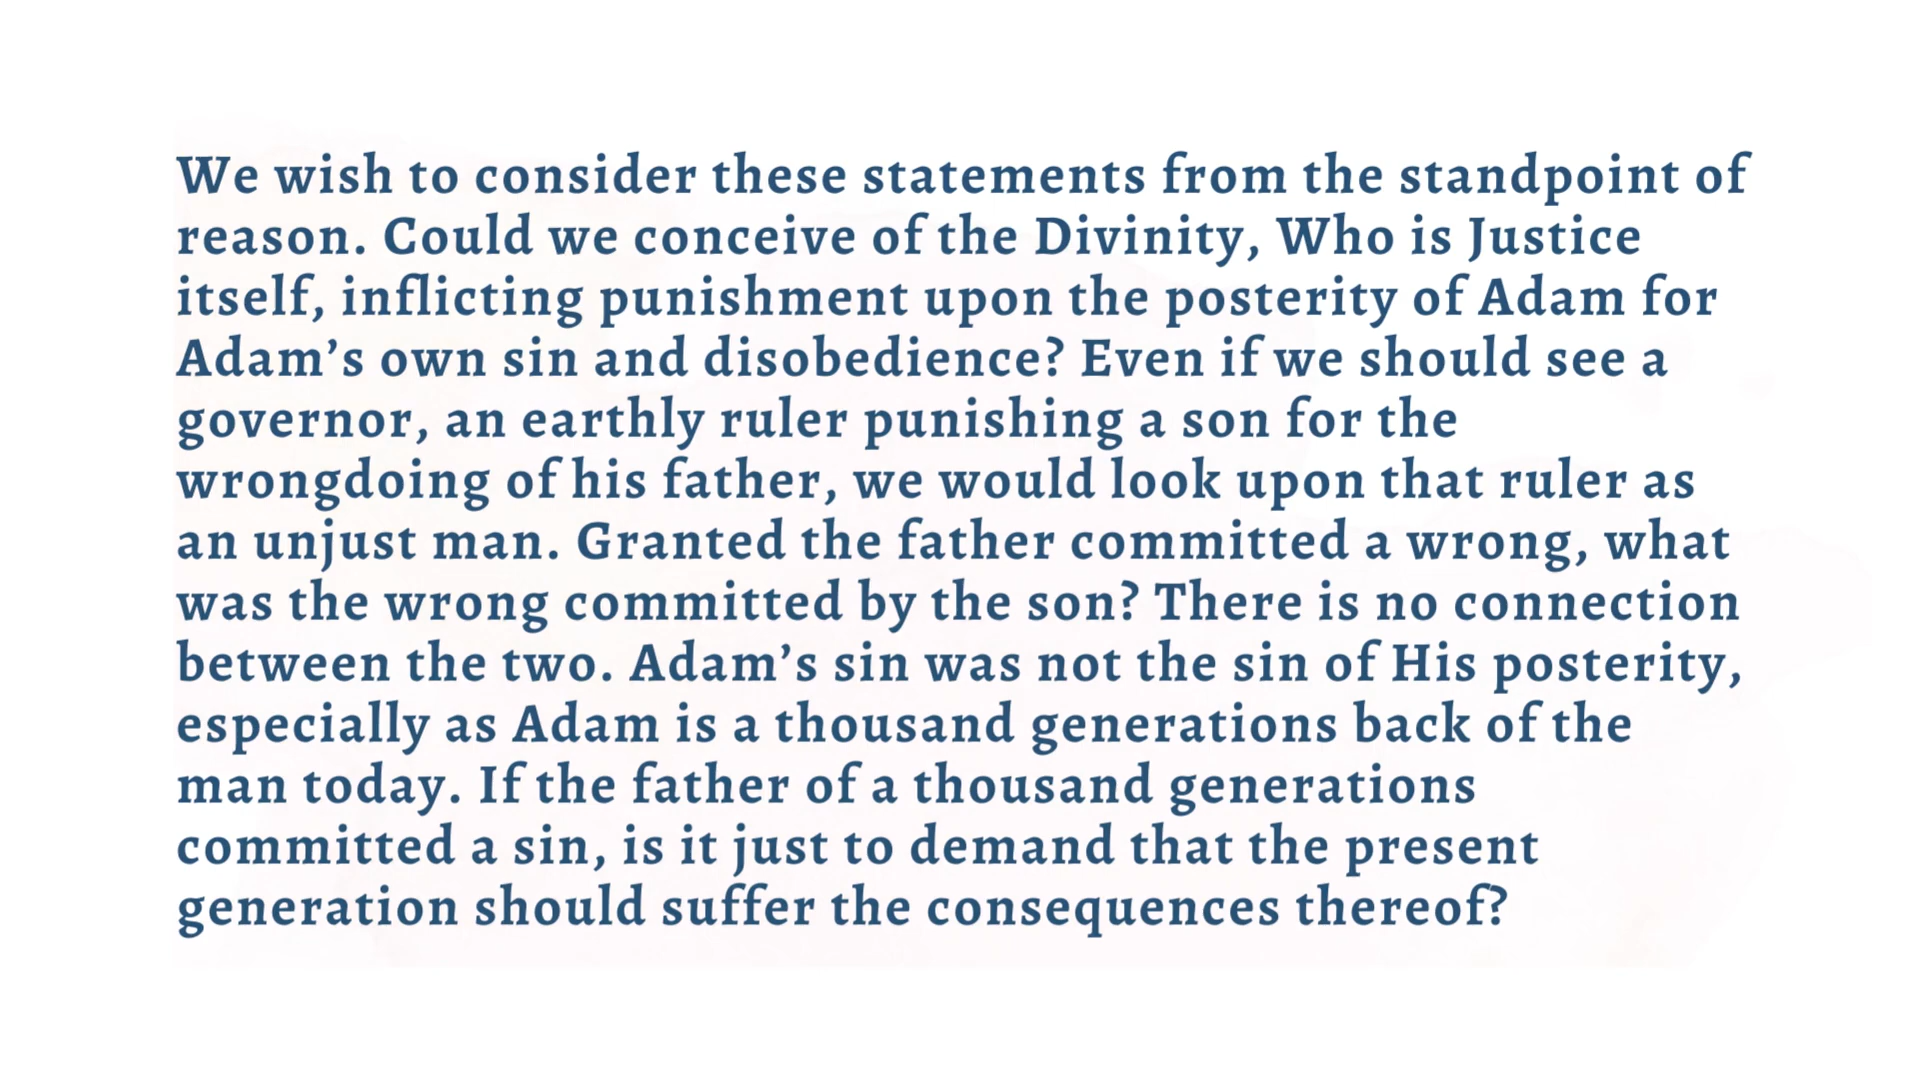 We wish to consider these statements from the standpoint of
reason. Could we conceive of the Divinity, Who is Justice
itself, inflicting punishment upon the posterity of Adam for
Adam’s own sin and disobedience? Even if we should see a
governor, an earthly ruler punishing a son for the
wrongdoing of his father, we would look upon that ruler as
an unjust man. Granted the father committed a wrong, what
was the wrong committed by the son? There is no connection
between the two. Adam’s sin was not the sin of His posterity,
especially as Adam is a thousand generations back of the
man today. If the father of a thousand generations
committed a sin, is it just to demand that the present
generation should suffer the consequences thereof?